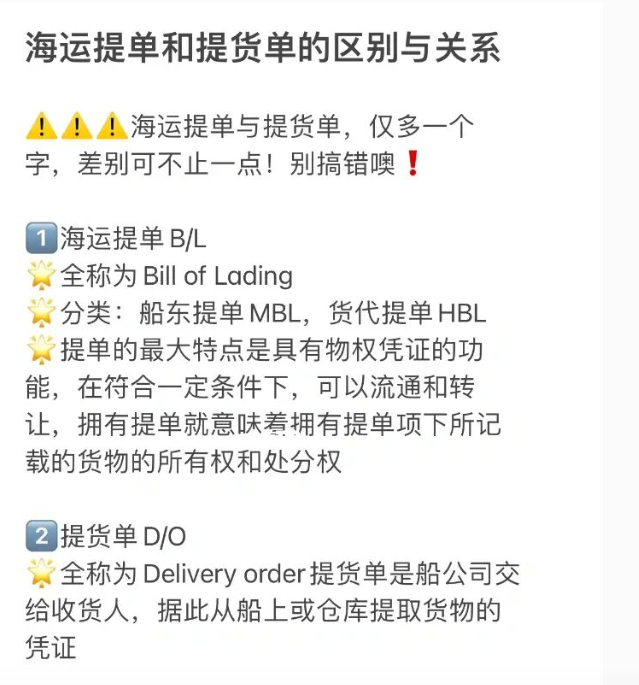 海运提单和提货单的区别与关系
⚠️⚠️⚠️海运提单与提货单，仅多一个
字，差别可不止一点！别搞错噢❗
1️⃣海运提单 B/L
🌟全称为 Bill of Lading
🌟分类：船东提单 MBL，货代提单 HBL
🌟提单的最大特点是具有物权凭证的功
能，在符合一定条件下，可以流通和转
让，拥有提单就意味着拥有提单项下所记
载的货物的所有权和处分权
2️⃣提货单 D/O
🌟全称为 Delivery order 提货单是船公司交
给收货人，据此从船上或仓库提取货物的
凭证